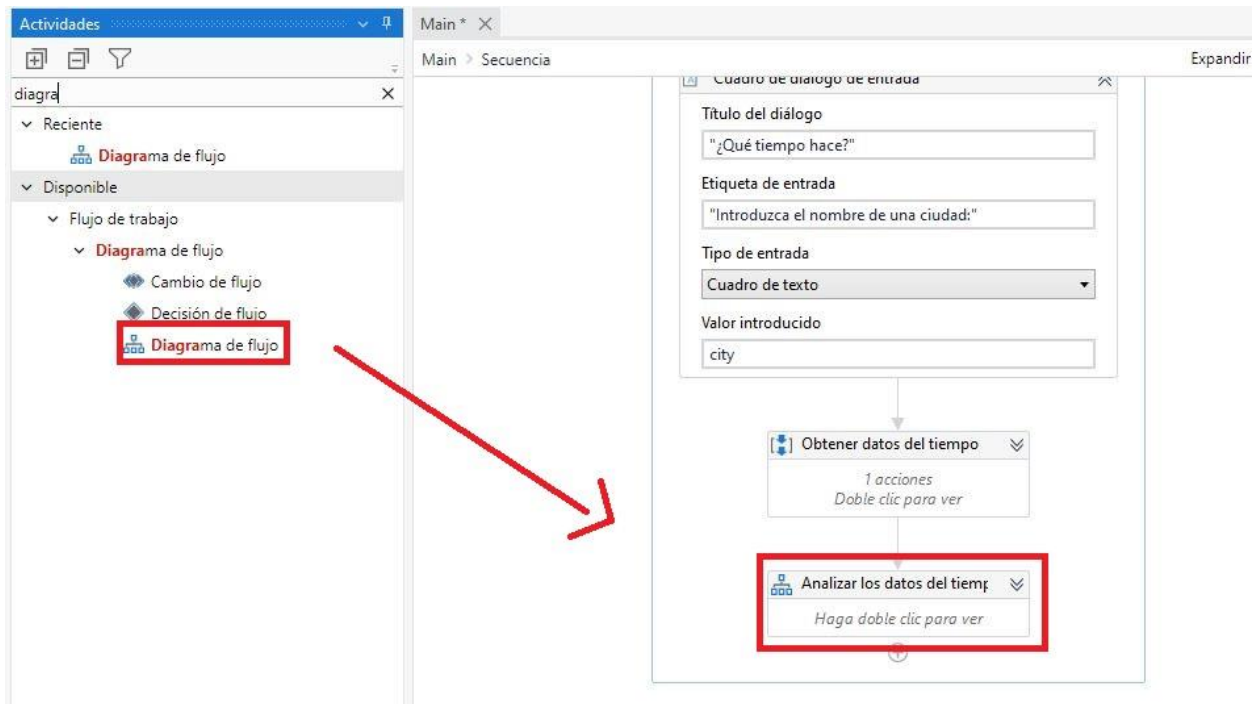 Actividades
diagra
Reciente
Diagrama de flujo
Disponible
Flujo de trabajo
Diagrama de flujo
Cambio de flujo
Decisión de flujo
Diagrama de flujo
Main *
Main > Secuencia
Expandir
Cuadro de diálogo de entrada
Título del diálogo
"¿Qué tiempo hace?"
Etiqueta de entrada
"Introduzca el nombre de una ciudad:"
Tipo de entrada
Cuadro de texto
Valor introducido
city
Obtener datos del tiempo
1 acciones
Doble clic para ver
Analizar los datos del tiemp
Haga doble clic para ver